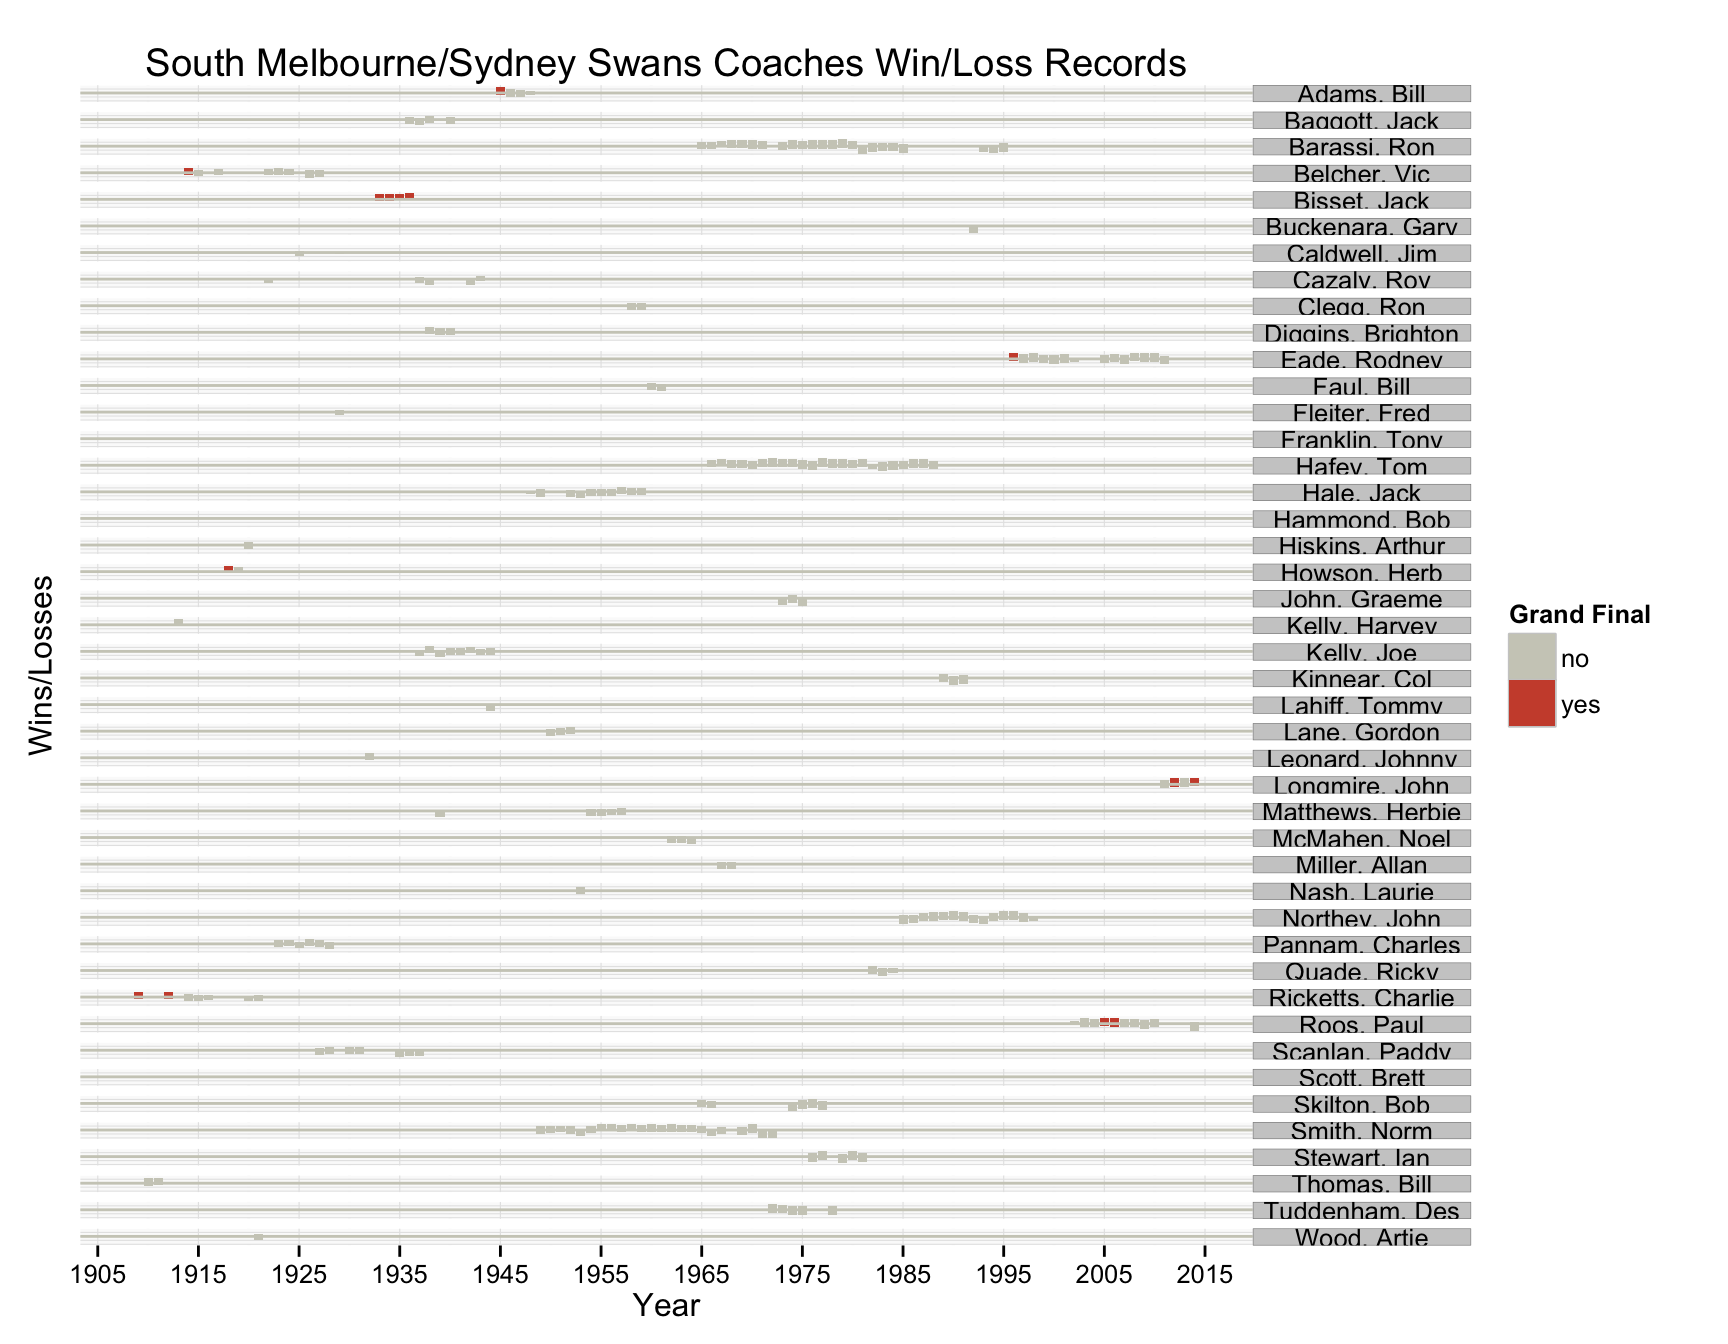 South Melbourne/Sydney Swans Coaches Win/Loss Records
Adams, Bill
Baggott, Jack
Barassi, Ron
Belcher, Vic
Bisset, Jack
Buckenara, Gary
Caldwell, Jim
Cazaly, Roy
Clegg, Ron
Diggins, Brighton
Eade, Rodney
Faul, Bill
Fleiter, Fred
Franklin, Tony
Hafey, Tom
Hale, Jack
Hammond, Bob
Hiskins, Arthur
Howson, Herb
John, Graeme
Kelly, Harvey
Kelly, Joe
Kinnear, Col
Lahiff, Tommy
Lane, Gordon
Leonard, Johnny
Longmire, John
Matthews, Herbie
McMahen, Noel
Miller, Allan
Nash, Laurie
Northey, John
Pannam, Charles
Quade, Ricky
Ricketts, Charlie
Roos, Paul
Scanlan, Paddy
Scott, Brett
Skilton, Bob
Smith, Norm
Stewart, Ian
Thomas, Bill
Tuddenham, Des
Wood, Artie
Wins/Losses
1905 1915 1925 1935 1945 1955 1965 1975 1985 1995 2005 2015
Year
Grand Final
no
yes